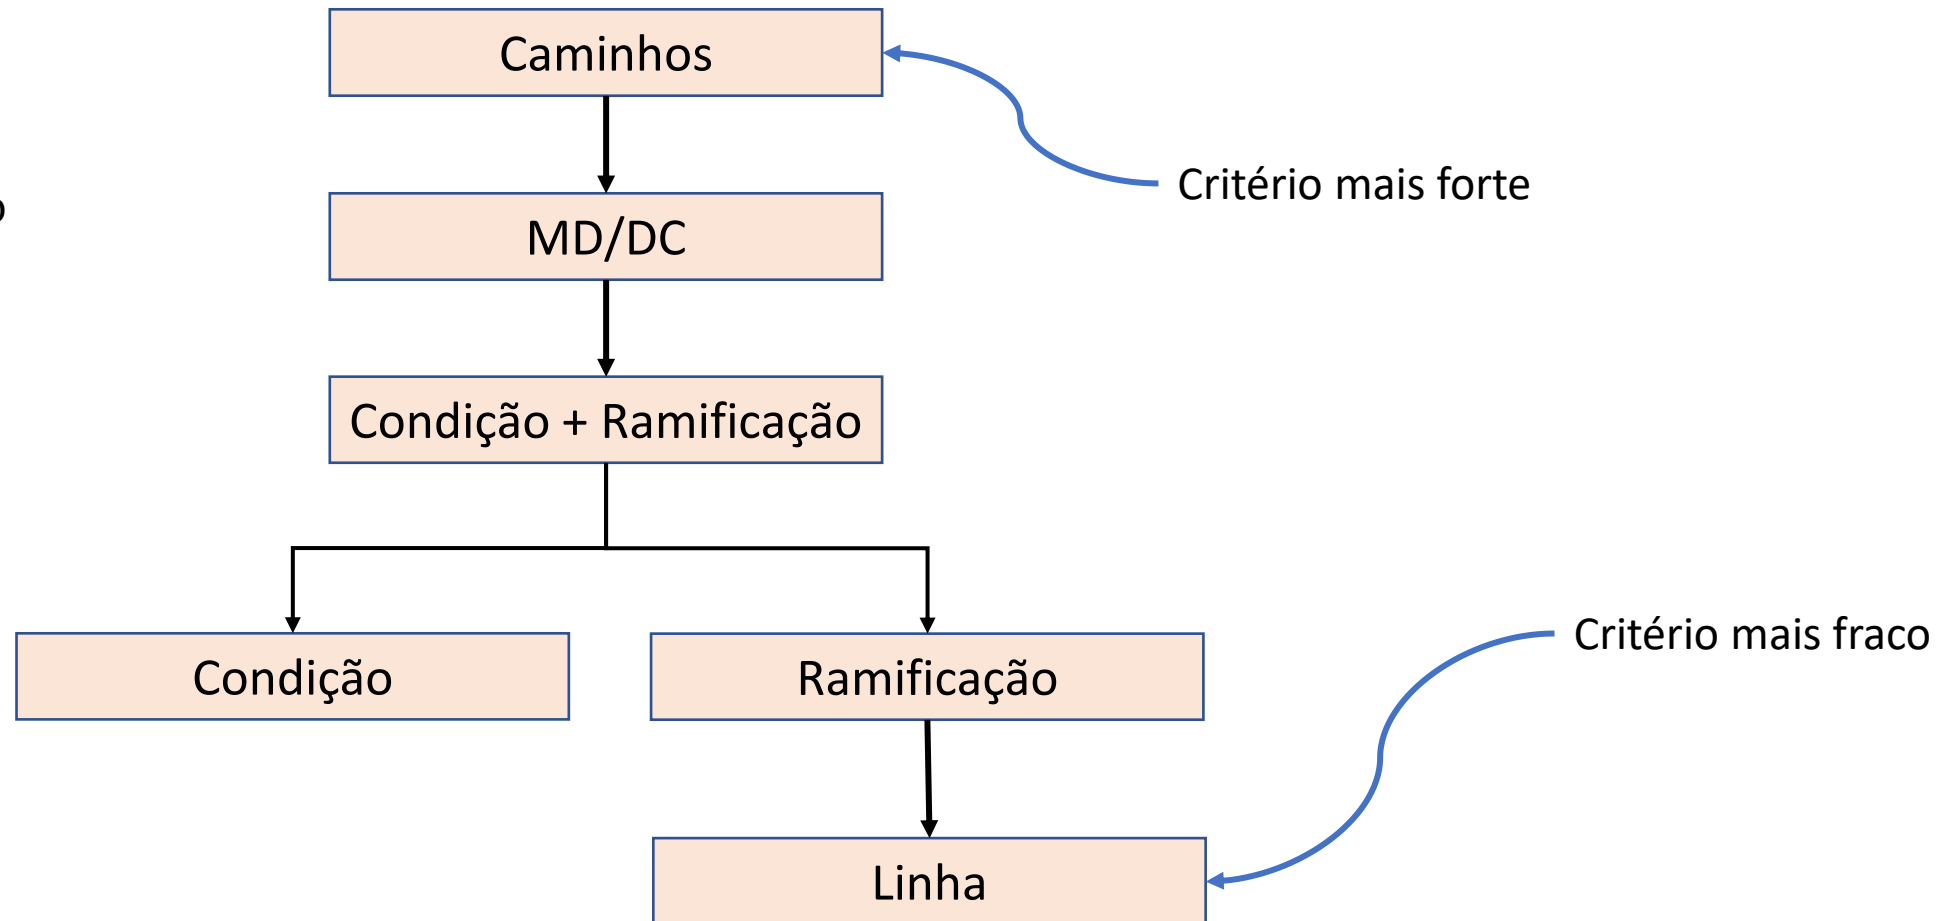 Caminhos
Critério mais forte
o
MD/DC
Condição + Ramificação
Critério mais fraco
Condição
Ramificação
Linha